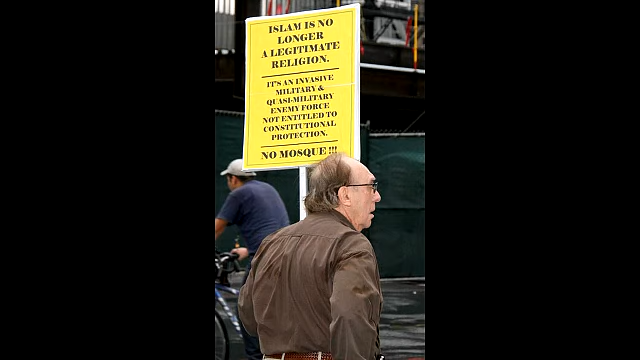 ISLAM IS NO
LONGER
A LEGITIMATE
RELIGION.
IT'S AN INVASIVE
MILITARY &
QUASI-MILITARY
ENEMY FORCE
NOT ENTITLED TO
CONSTITUTIONAL
PROTECTION.
NO MOSQUE !!!